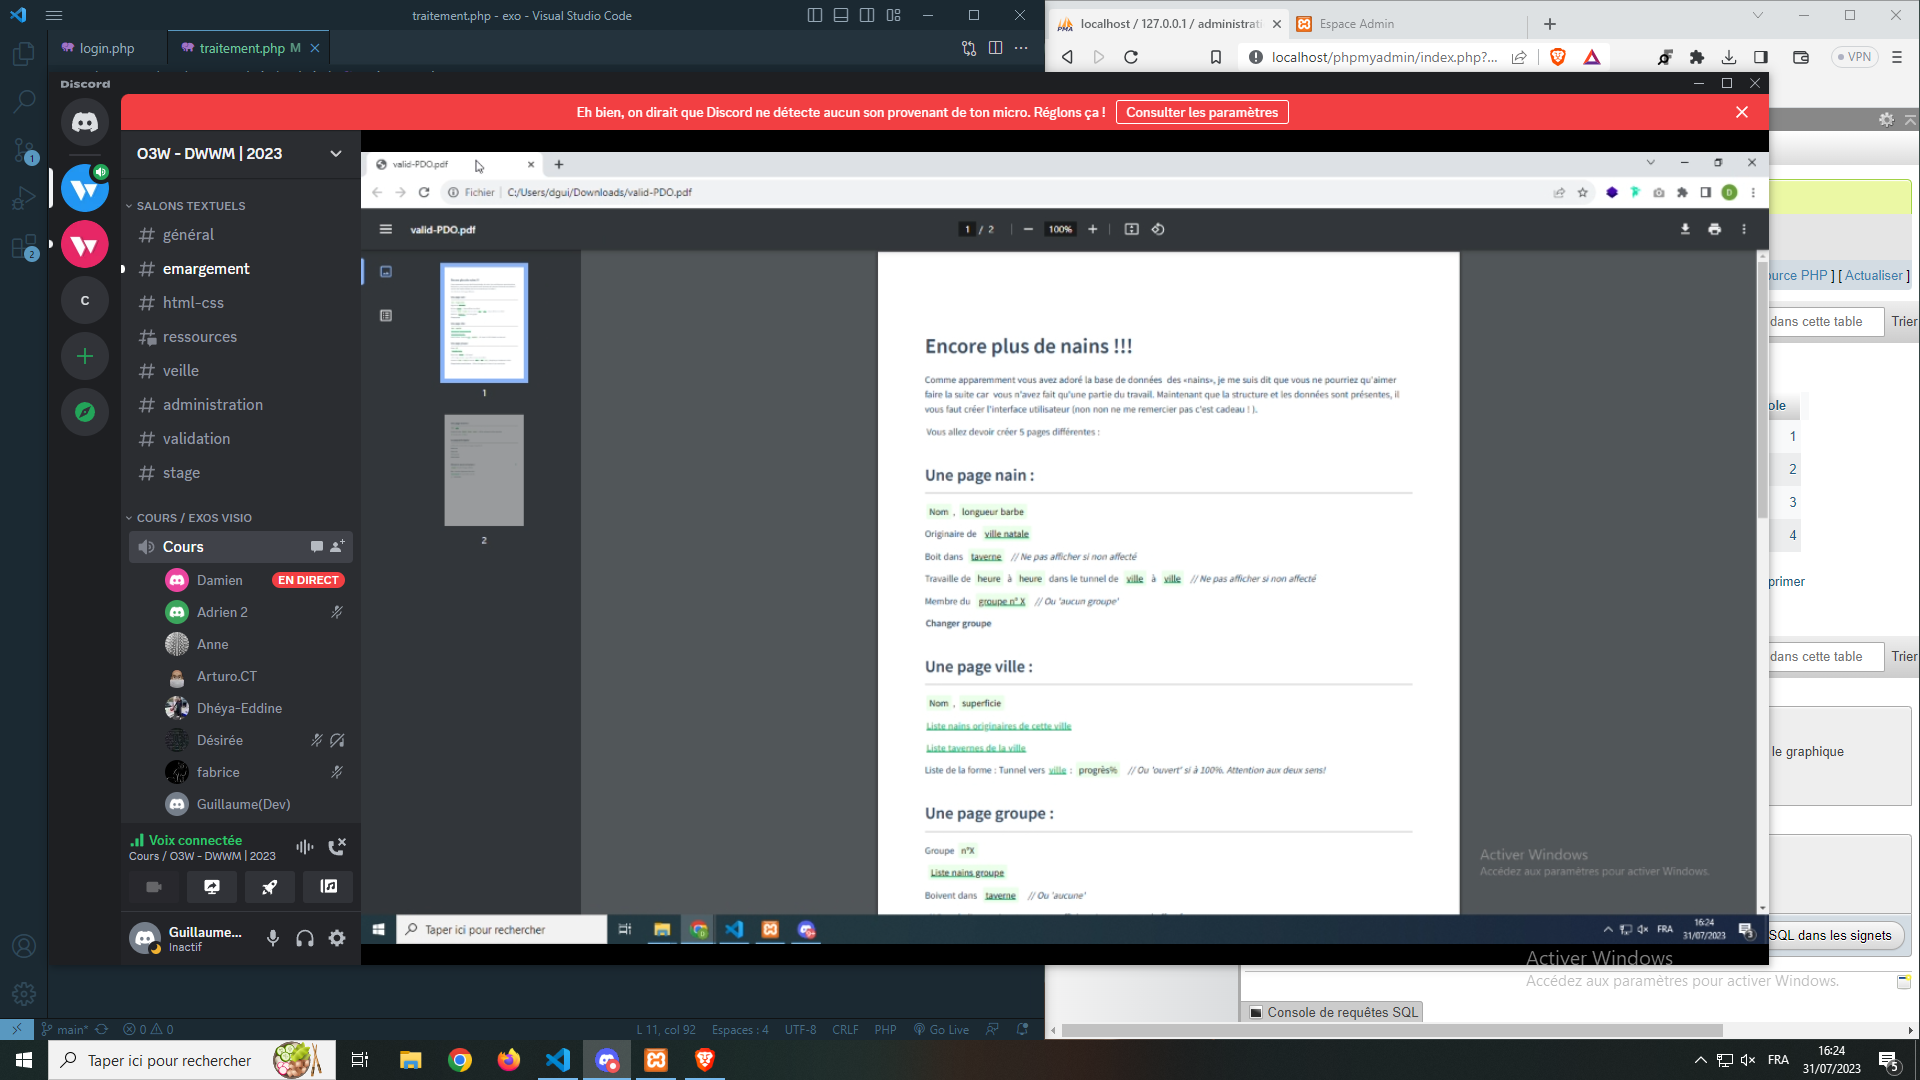 traitement.php - exo - Visual Studio Code
login.php
traitement.php M
localhost / 127.0.0.1 / administrati
Espace Admin
localhost/phpmyadmin/index.php?...
VPN
Discord
Eh bien, on dirait que Discord ne détecte aucun son provenant de ton micro. Réglons ça !
Consulter les paramètres
O3W - DWWM | 2023
SALONS TEXTUELS
général
emargement
html-css
ressources
veille
administration
validation
stage
COURS / EXOS VISIO
Cours
Damien
EN DIRECT
Adrien 2
Anne
Arturo.CT
Dhéya-Eddine
Désirée
fabrice
Guillaume(Dev)
Voix connectée
Cours / O3W - DWWM | 2023
Guillaume...
Inactif
C
1
2
valid-PDO.pdf
Fichier
C:/Users/dgui/Downloads/valid-PDO.pdf
D
valid-PDO.pdf
1 / 2
100%
1
2
Encore plus de nains !!!
Comme apparemment vous avez adoré la base de données des «nains», je me suis dit que vous ne pourriez qu'aimer
faire la suite car vous n'avez fait qu'une partie du travail. Maintenant que la structure et les données sont présentes, il
vous faut créer l'interface utilisateur (non non ne me remercier pas c'est cadeau ! ).
Vous allez devoir créer 5 pages différentes :
Une page nain :
Nom , longueur barbe
Originaire de ville natale
Boit dans taverne // Ne pas afficher si non affecté
Travaille de heure à heure dans le tunnel de ville à ville // Ne pas afficher si non affecté
Membre du groupe n° X // Ou 'aucun groupe'
Changer groupe
Une page ville :
Nom , superficie
Liste nains originaires de cette ville
Liste tavernes de la ville
Liste de la forme : Tunnel vers ville : progrès% // Ou 'ouvert' si à 100%. Attention aux deux sens!
Une page groupe :
Groupe n°X
Liste nains groupe
Boivent dans taverne // Ou 'aucune'
Activer Windows
Accédez aux paramètres pour activer Windows.
Taper ici pour rechercher
FRA
16:24
31/07/2023
3
ource PHP ] [ Actualiser ]
dans cette table
Trier
ole
1
2
3
4
primer
dans cette table
Trier
le graphique
SQL dans les signets
Activer Windows
Accédez aux paramètres pour activer Windows.
Console de requêtes SQL
main*
0
0
L 11, col 92
Espaces : 4
UTF-8
CRLF
PHP
Go Live
Taper ici pour rechercher
FRA
16:24
31/07/2023
5